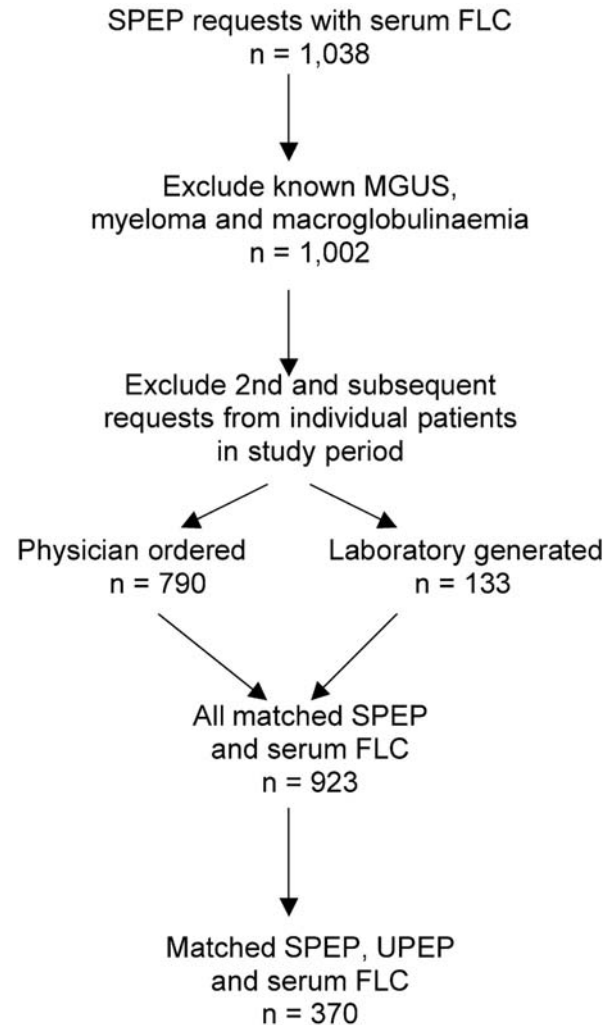 SPEP requests with serum FLC
n = 1,038
Exclude known MGUS,
myeloma and macroglobulinaemia
n = 1,002
Exclude 2nd and subsequent
requests from individual patients
in study period
Physician ordered
n = 790
Laboratory generated
n = 133
All matched SPEP
and serum FLC
n = 923
Matched SPEP, UPEP
and serum FLC
n = 370